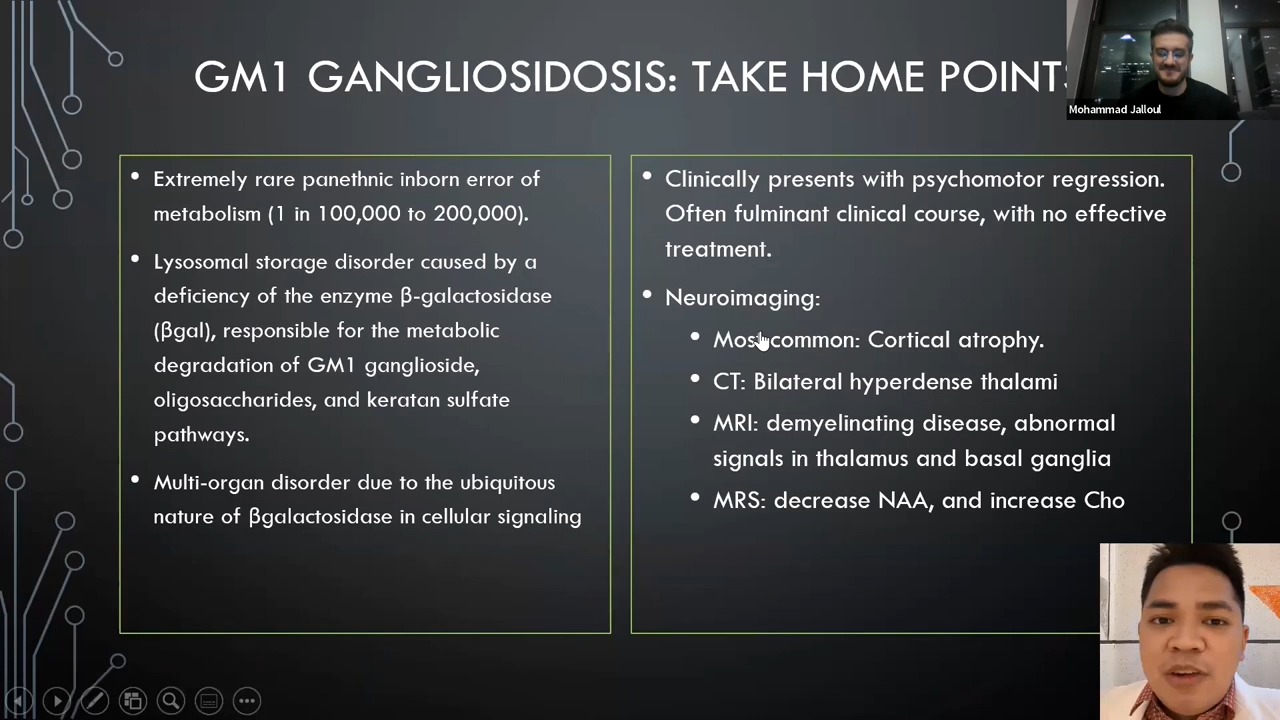 GM1 GANGLIOSIDOSIS: TAKE HOME POINTS
Mohammad Jalloul
• Extremely rare panethnic inborn error of
metabolism (1 in 100,000 to 200,000).
• Lysosomal storage disorder caused by a
deficiency of the enzyme β-galactosidase
(βgal), responsible for the metabolic
degradation of GM1 ganglioside,
oligosaccharides, and keratan sulfate
pathways.
• Multi-organ disorder due to the ubiquitous
nature of βgalactosidase in cellular signaling
• Clinically presents with psychomotor regression.
Often fulminant clinical course, with no effective
treatment.
• Neuroimaging:
• Most common: Cortical atrophy.
• CT: Bilateral hyperdense thalami
• MRI: demyelinating disease, abnormal
signals in thalamus and basal ganglia
• MRS: decrease NAA, and increase Cho